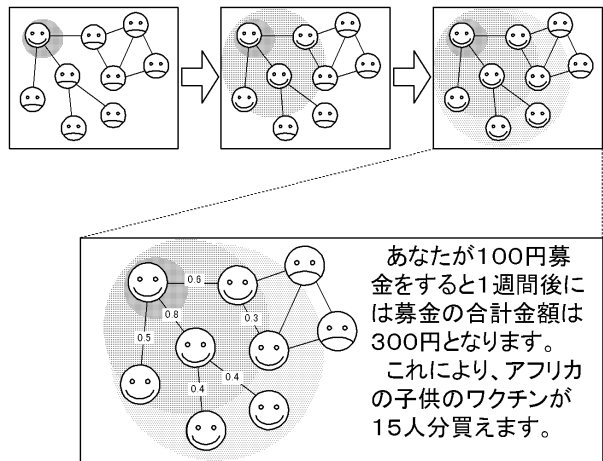 0.6
0.8
0.3
0.5
0.4
0.4
あなたが100円募
金をすると1週間後に
は募金の合計金額は
300円となります。
これにより、アフリカ
の子供のワクチンが
15人分買えます。